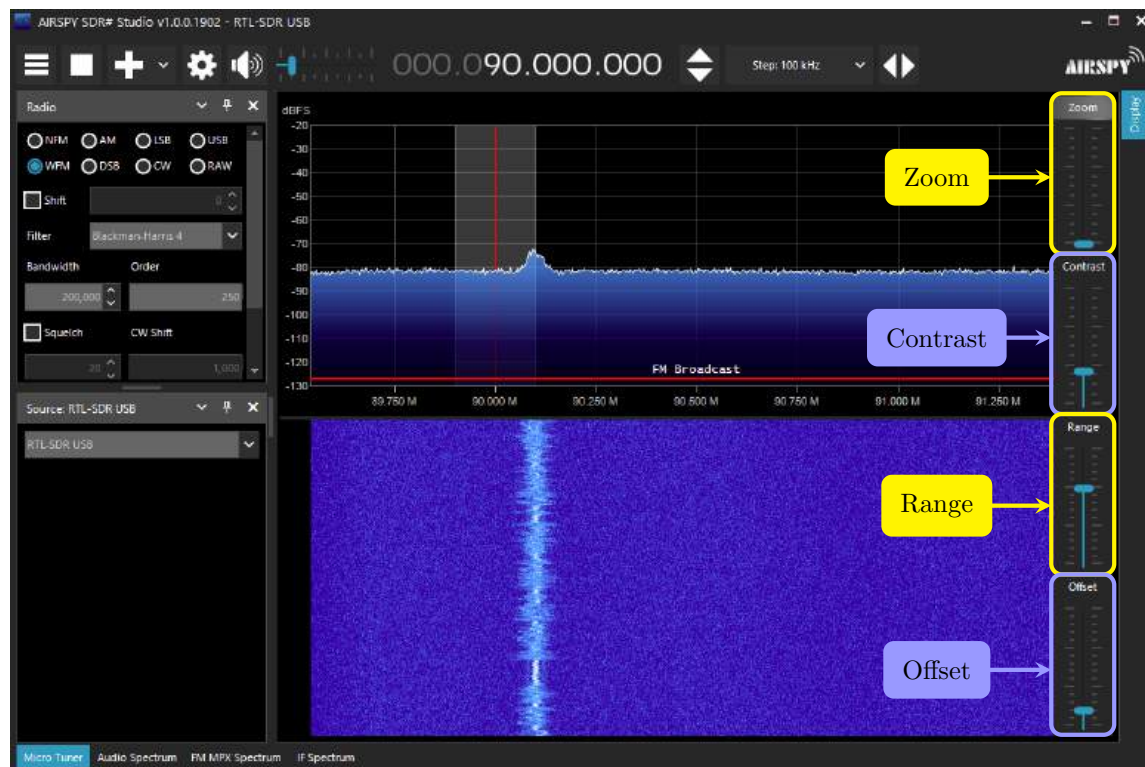 AIRSPY SDR# Studio v1.0.0.1902 - RTL-SDR USB
000.090.000.000
Step: 100 kHz
AIRSPY
Radio
NFM AM LSB USB
WFM DSB CW RAW
Shift 0
Filter Blackman-Harris 4
Bandwidth Order
200,000 250
Squelch CW Shift
20 1,000
Source: RTL-SDR USB
RTL-SDR USB
dBFS
-20
-30
-40
-50
-60
-70
-80
-90
-100
-110
-120
-130
FM Broadcast
89.750 M 90.000 M 90.250 M 90.500 M 90.750 M 91.000 M 91.250 M
Display
Zoom
Zoom
Contrast
Contrast
Range
Range
Offset
Offset
Micro Tuner Audio Spectrum FM MPX Spectrum IF Spectrum